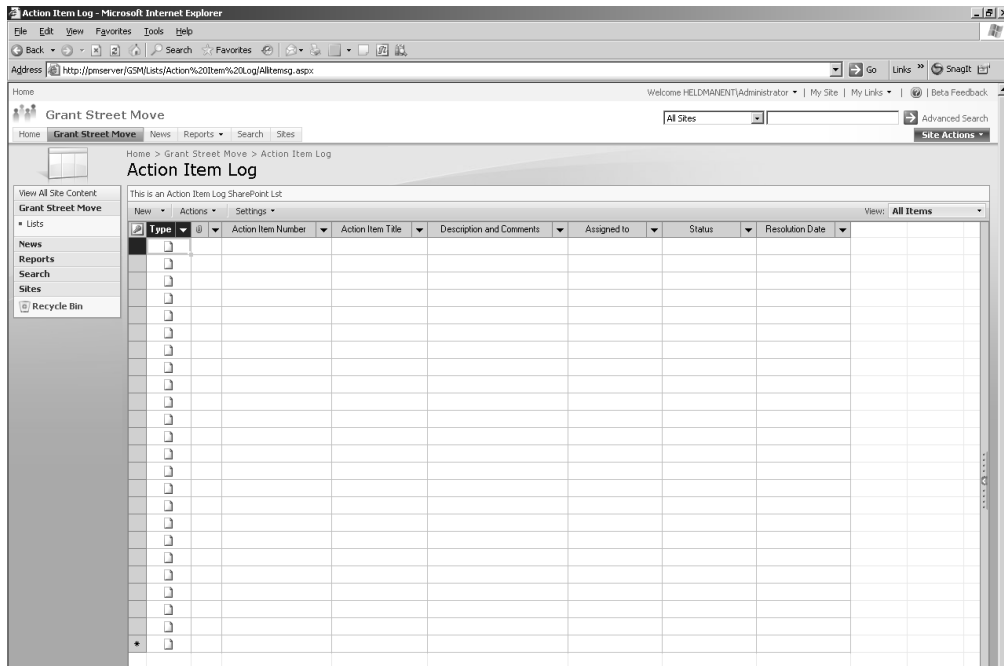 Action Item Log - Microsoft Internet Explorer
File Edit View Favorites Tools Help
Back Search Favorites
Address http://pmserver/GSM/Lists/Action%20Item%20Log/Allitemsg.aspx Go Links » SnagIt
Home Welcome HELDMANENT\Administrator | My Site | My Links | | Beta Feedback
Grant Street Move All Sites Advanced Search
Home Grant Street Move News Reports Search Sites Site Actions
Home > Grant Street Move > Action Item Log
Action Item Log
View All Site Content This is an Action Item Log SharePoint Lst
Grant Street Move New Actions Settings View: All Items
Lists Type Action Item Number Action Item Title Description and Comments Assigned to Status Resolution Date
News
Reports
Search
Sites
Recycle Bin